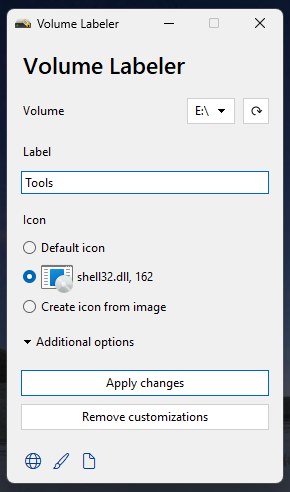 Volume Labeler
Volume Labeler
Volume
E:\
Label
Tools
Icon
Default icon
shell32.dll, 162
Create icon from image
Additional options
Apply changes
Remove customizations